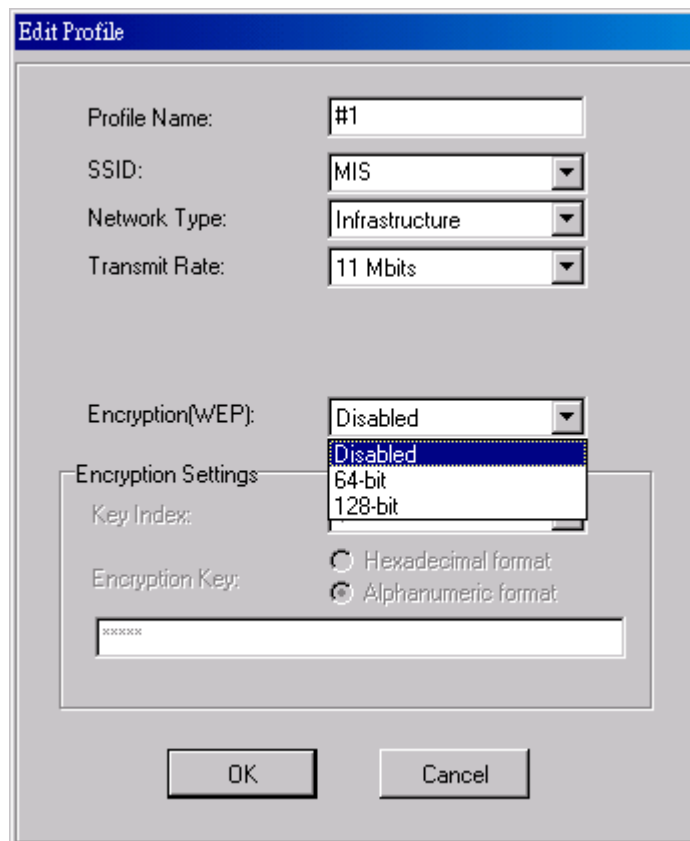 Edit Profile
Profile Name: #1
SSID: MIS
Network Type: Infrastructure
Transmit Rate: 11 Mbits
Encryption(WEP): Disabled
Disabled
64-bit
128-bit
Encryption Settings
Key Index:
Encryption Key:
Hexadecimal format
Alphanumeric format
*****
OK
Cancel